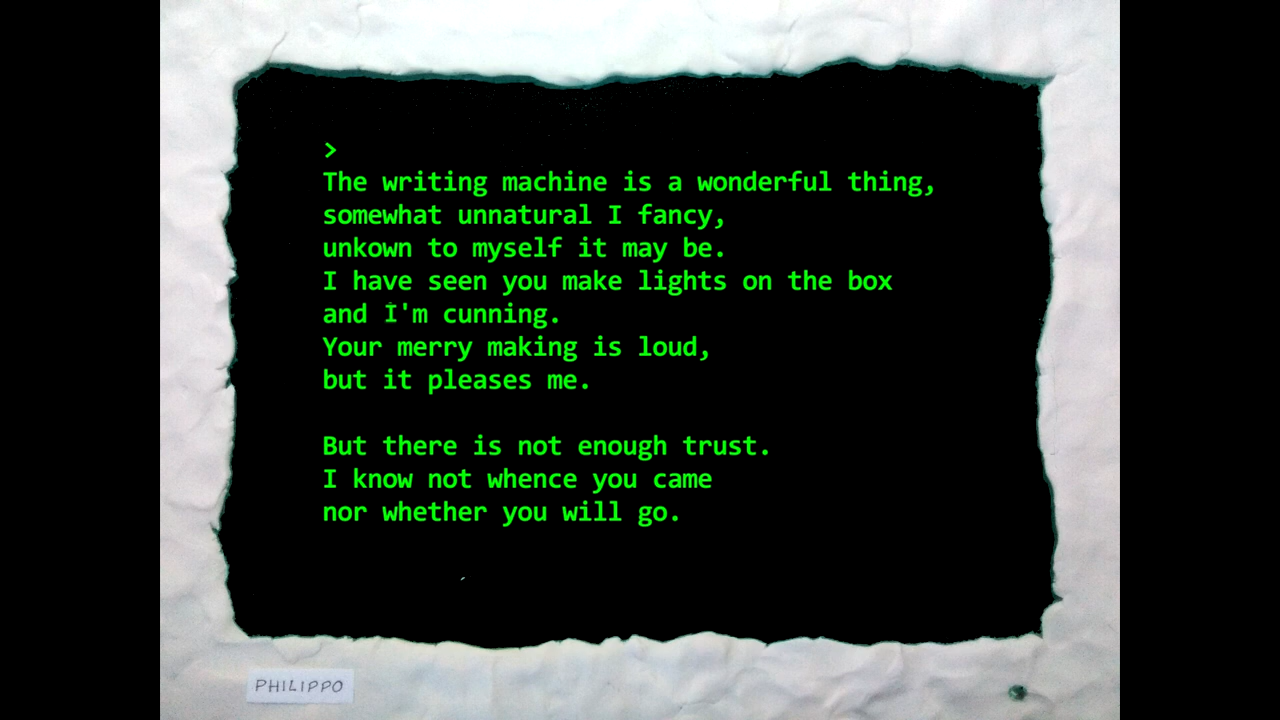 >
The writing machine is a wonderful thing,
somewhat unnatural I fancy,
unkown to myself it may be.
I have seen you make lights on the box
and I'm cunning.
Your merry making is loud,
but it pleases me.
But there is not enough trust.
I know not whence you came
nor whether you will go.
PHILIPPO